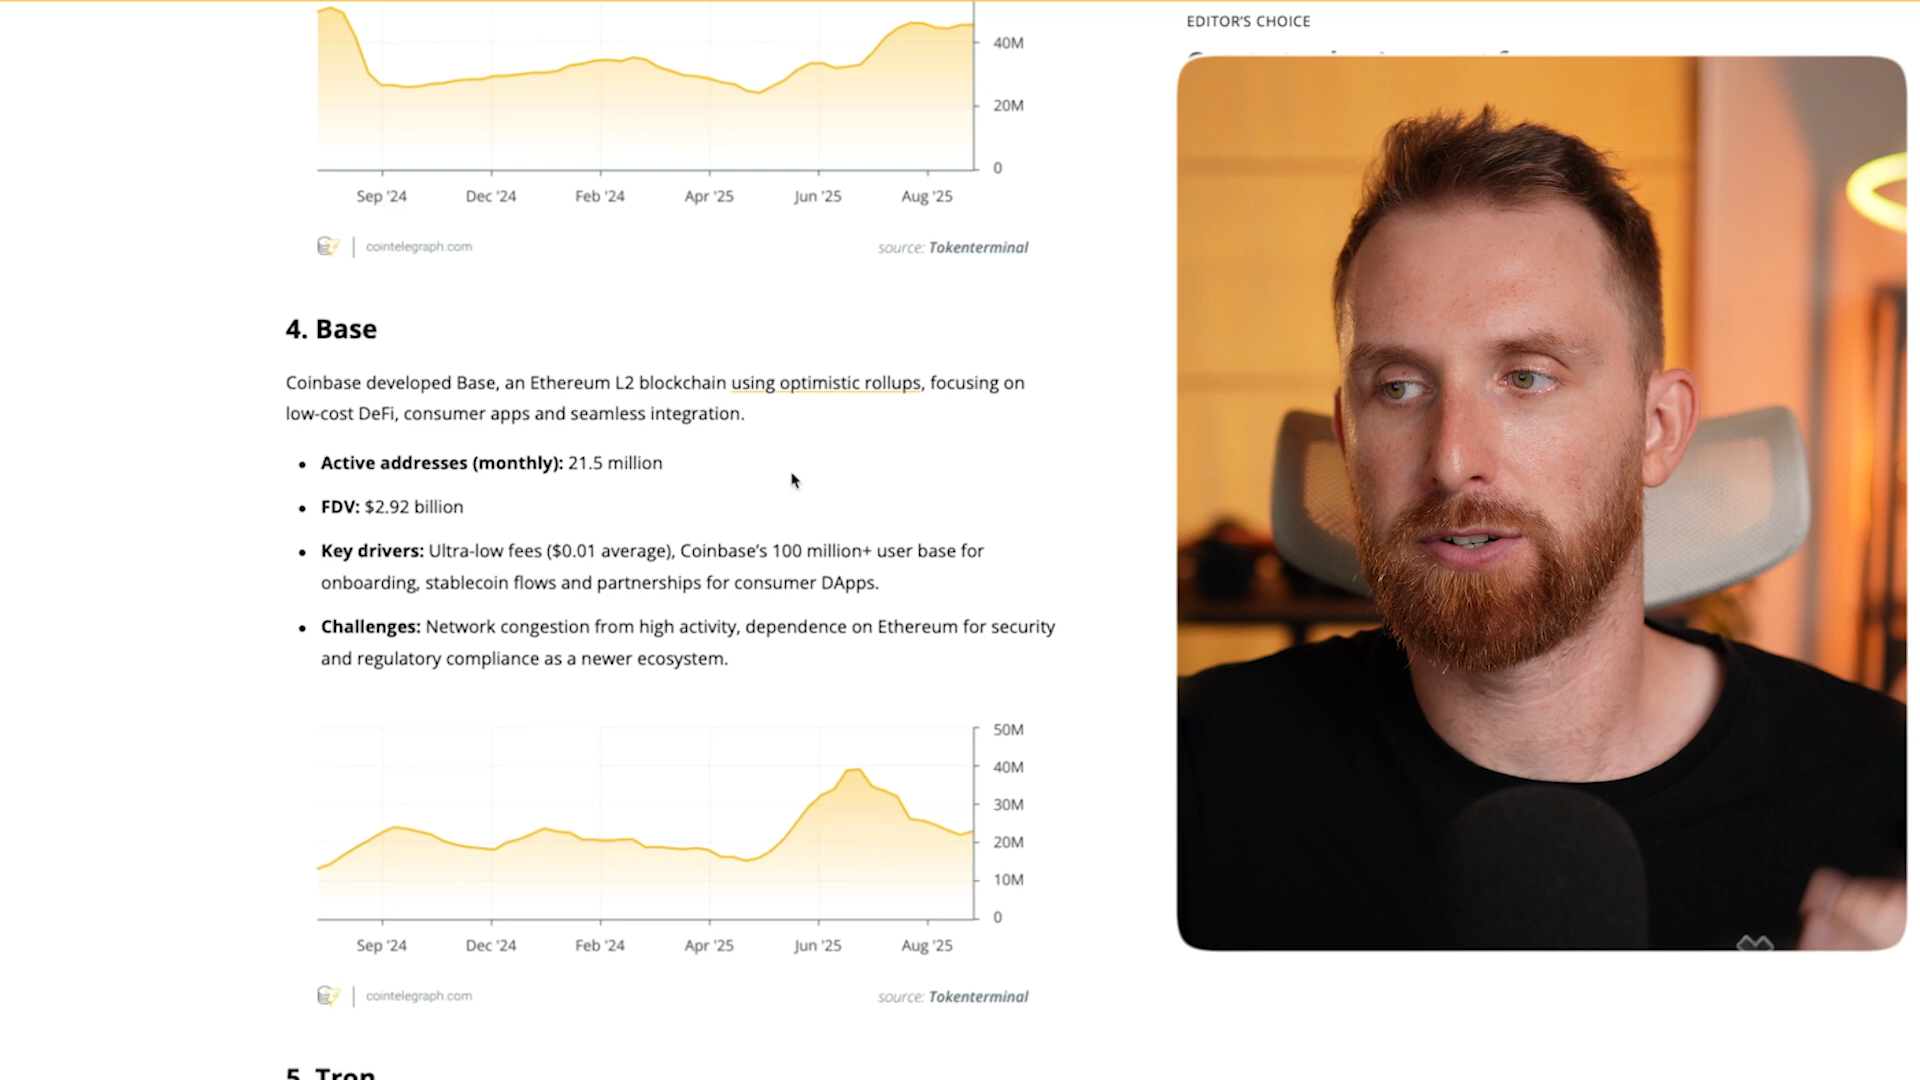 40M
20M
0
Sep '24 Dec '24 Feb '24 Apr '25 Jun '25 Aug '25
cointelegraph.com source: Tokenterminal
4. Base
Coinbase developed Base, an Ethereum L2 blockchain using optimistic rollups, focusing on
low-cost DeFi, consumer apps and seamless integration.
• Active addresses (monthly): 21.5 million
• FDV: $2.92 billion
• Key drivers: Ultra-low fees ($0.01 average), Coinbase’s 100 million+ user base for
onboarding, stablecoin flows and partnerships for consumer DApps.
• Challenges: Network congestion from high activity, dependence on Ethereum for security
and regulatory compliance as a newer ecosystem.
50M
40M
30M
20M
10M
0
Sep '24 Dec '24 Feb '24 Apr '25 Jun '25 Aug '25
cointelegraph.com source: Tokenterminal
5. Tron
EDITOR'S CHOICE